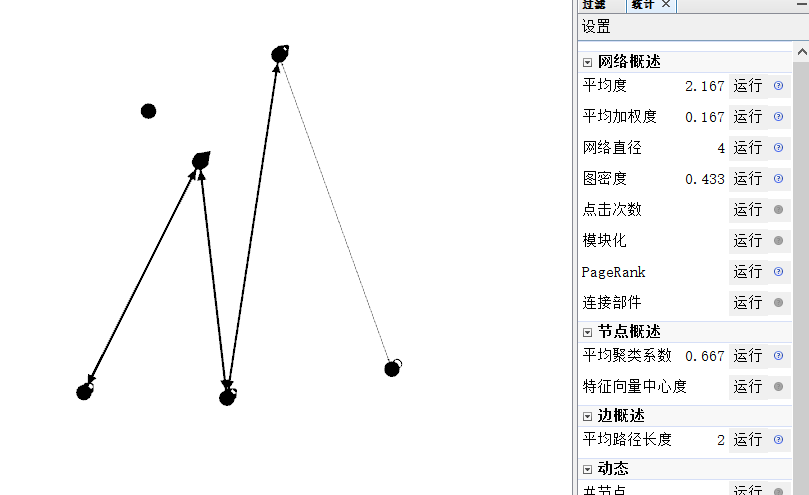 过滤 统计
设置
网络概述
平均度 2.167 运行
平均加权度 0.167 运行
网络直径 4 运行
图密度 0.433 运行
点击次数 运行
模块化 运行
PageRank 运行
连接部件 运行
节点概述
平均聚类系数 0.667 运行
特征向量中心度 运行
边概述
平均路径长度 2 运行
动态
#节点 运行